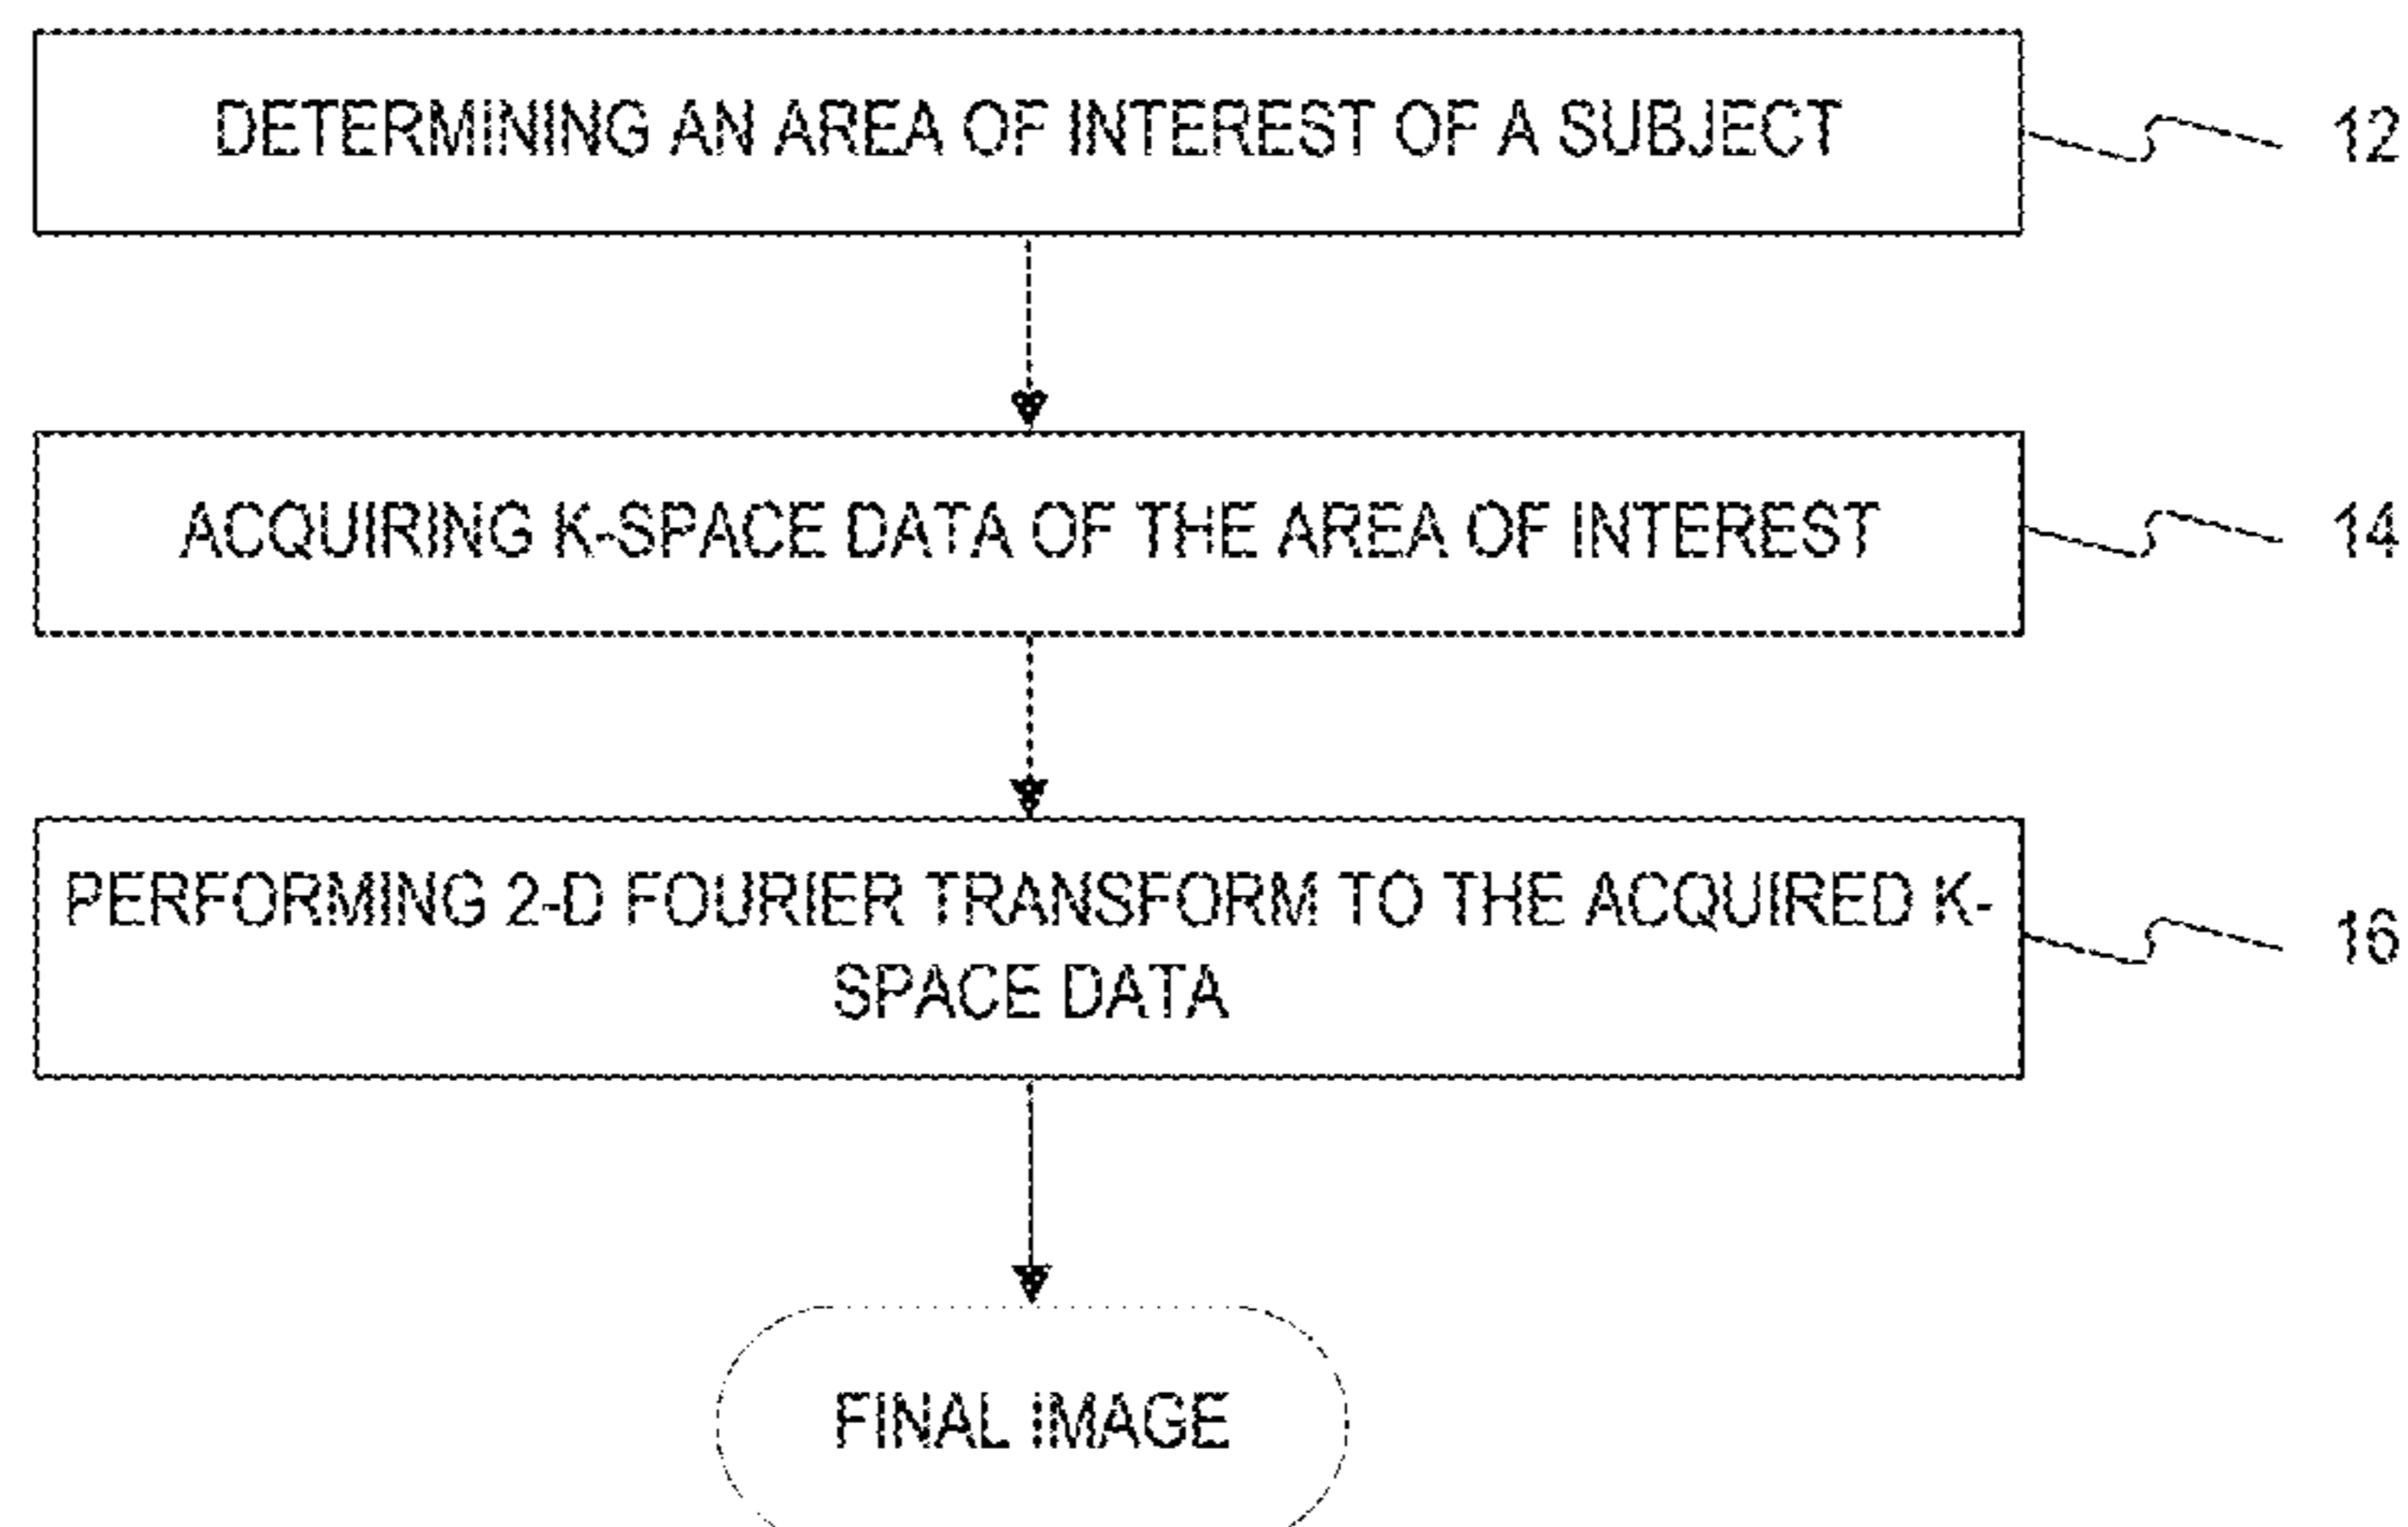 DETERMINING AN AREA OF INTEREST OF A SUBJECT
12
ACQUIRING K-SPACE DATA OF THE AREA OF INTEREST
14
PERFORMING 2-D FOURIER TRANSFORM TO THE ACQUIRED K-
SPACE DATA
16
FINAL IMAGE